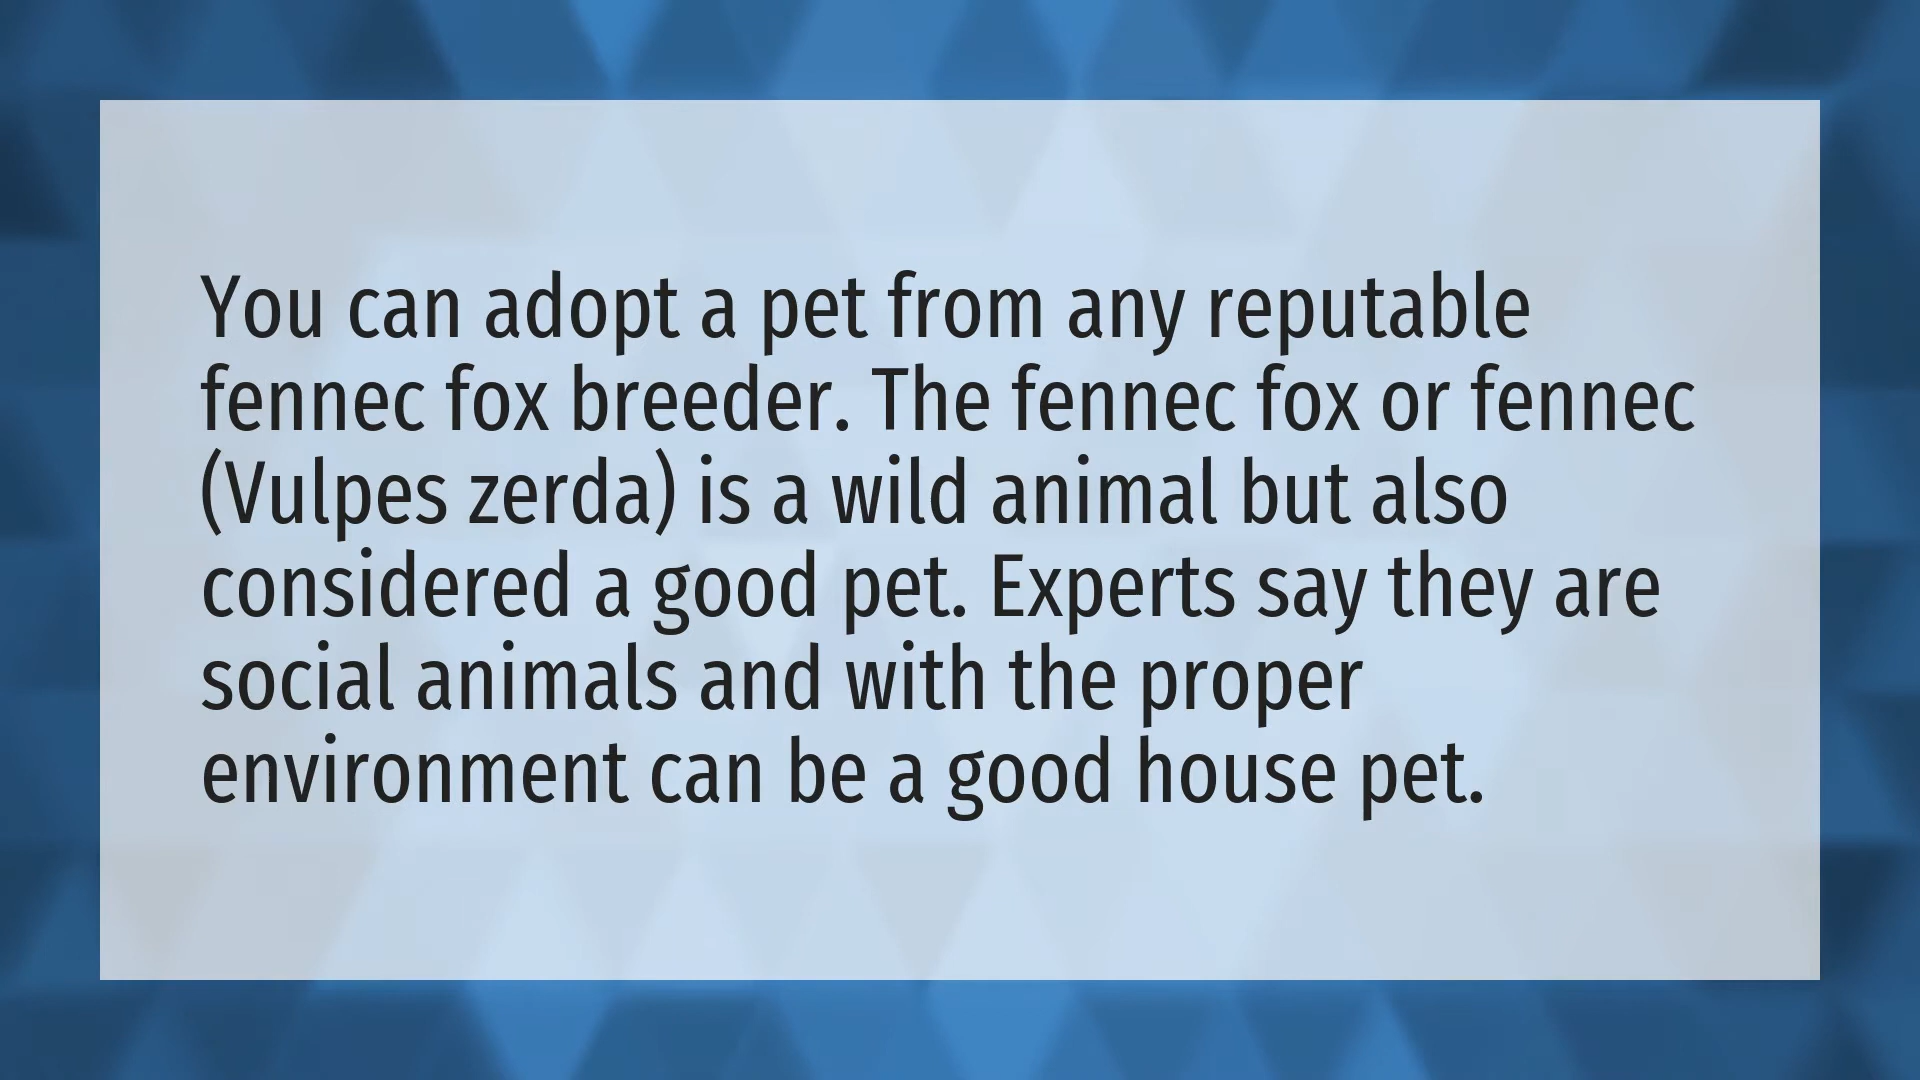 You can adopt a pet from any reputable
fennec fox breeder. The fennec fox or fennec
(Vulpes zerda) is a wild animal but also
considered a good pet. Experts say they are
social animals and with the proper
environment can be a good house pet.